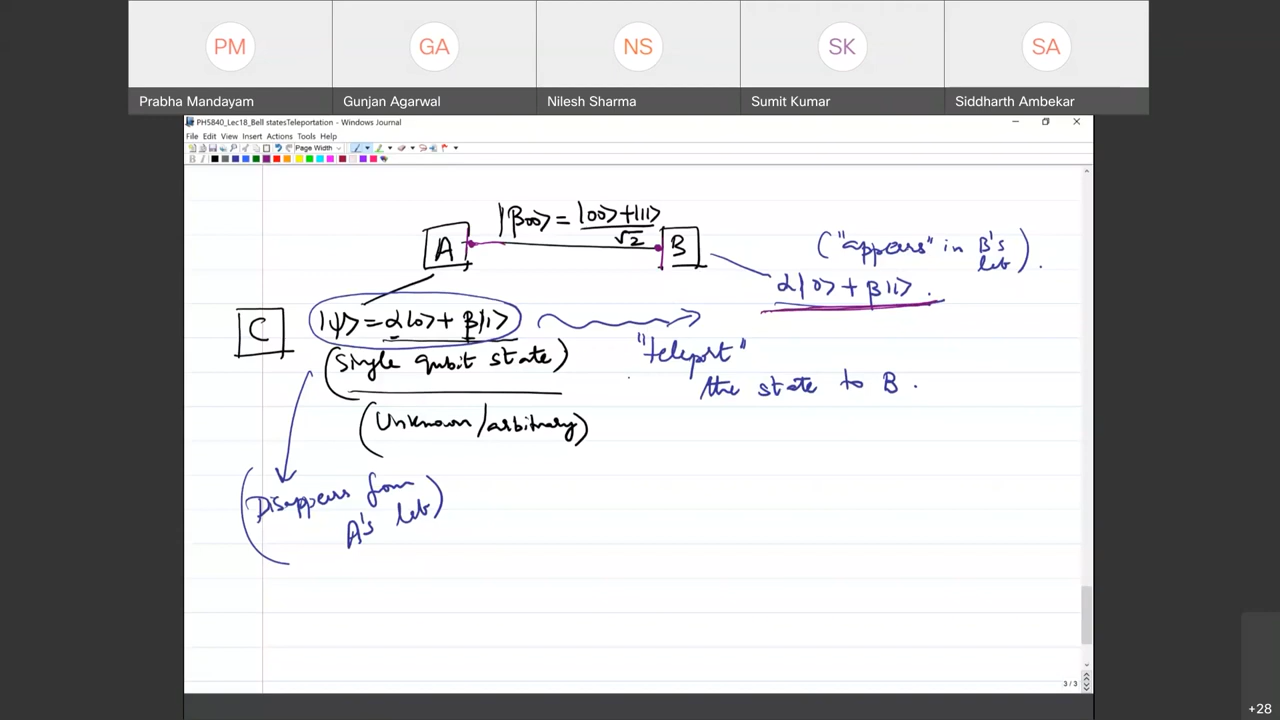 PM
GA
NS
SK
SA
Prabha Mandayam
Gunjan Agarwal
Nilesh Sharma
Sumit Kumar
Siddharth Ambekar
PH5840_Lec18_Bell statesTeleportation - Windows Journal
File Edit View Insert Actions Tools Help
Page Width
|β00⟩ = |00⟩+|11⟩
√2
A
B
("appears" in B's
lab).
α|0⟩ + β|1⟩.
C
|ψ⟩ = α|0⟩ + β|1⟩
"teleport"
(Single qubit state)
the state to B.
(Unknown/arbitrary)
(Disappears from
A's lab)
3 / 3
+28